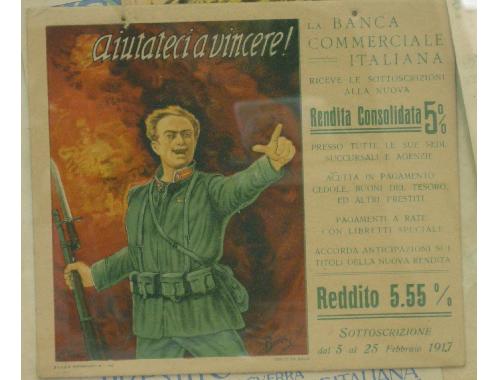 Aiutateci a vincere!
LA BANCA
COMMERCIALE
ITALIANA
RICEVE LE SOTTOSCRIZIONI
ALLA NUOVA
Rendita Consolidata 5%
PRESSO TUTTE LE SUE SEDI,
SUCCURSALI E AGENZIE
ACCETTA IN PAGAMENTO
CEDOLE, BUONI DEL TESORO,
ED ALTRI PRESTITI
PAGAMENTI A RATE
CON LIBRETTI SPECIALI
ACCORDA ANTICIPAZIONI SUI
TITOLI DELLA NUOVA RENDITA
Reddito 5.55 %
SOTTOSCRIZIONE
dal 5 al 25 Febbraio 1917
GUERRA
ITALIANA